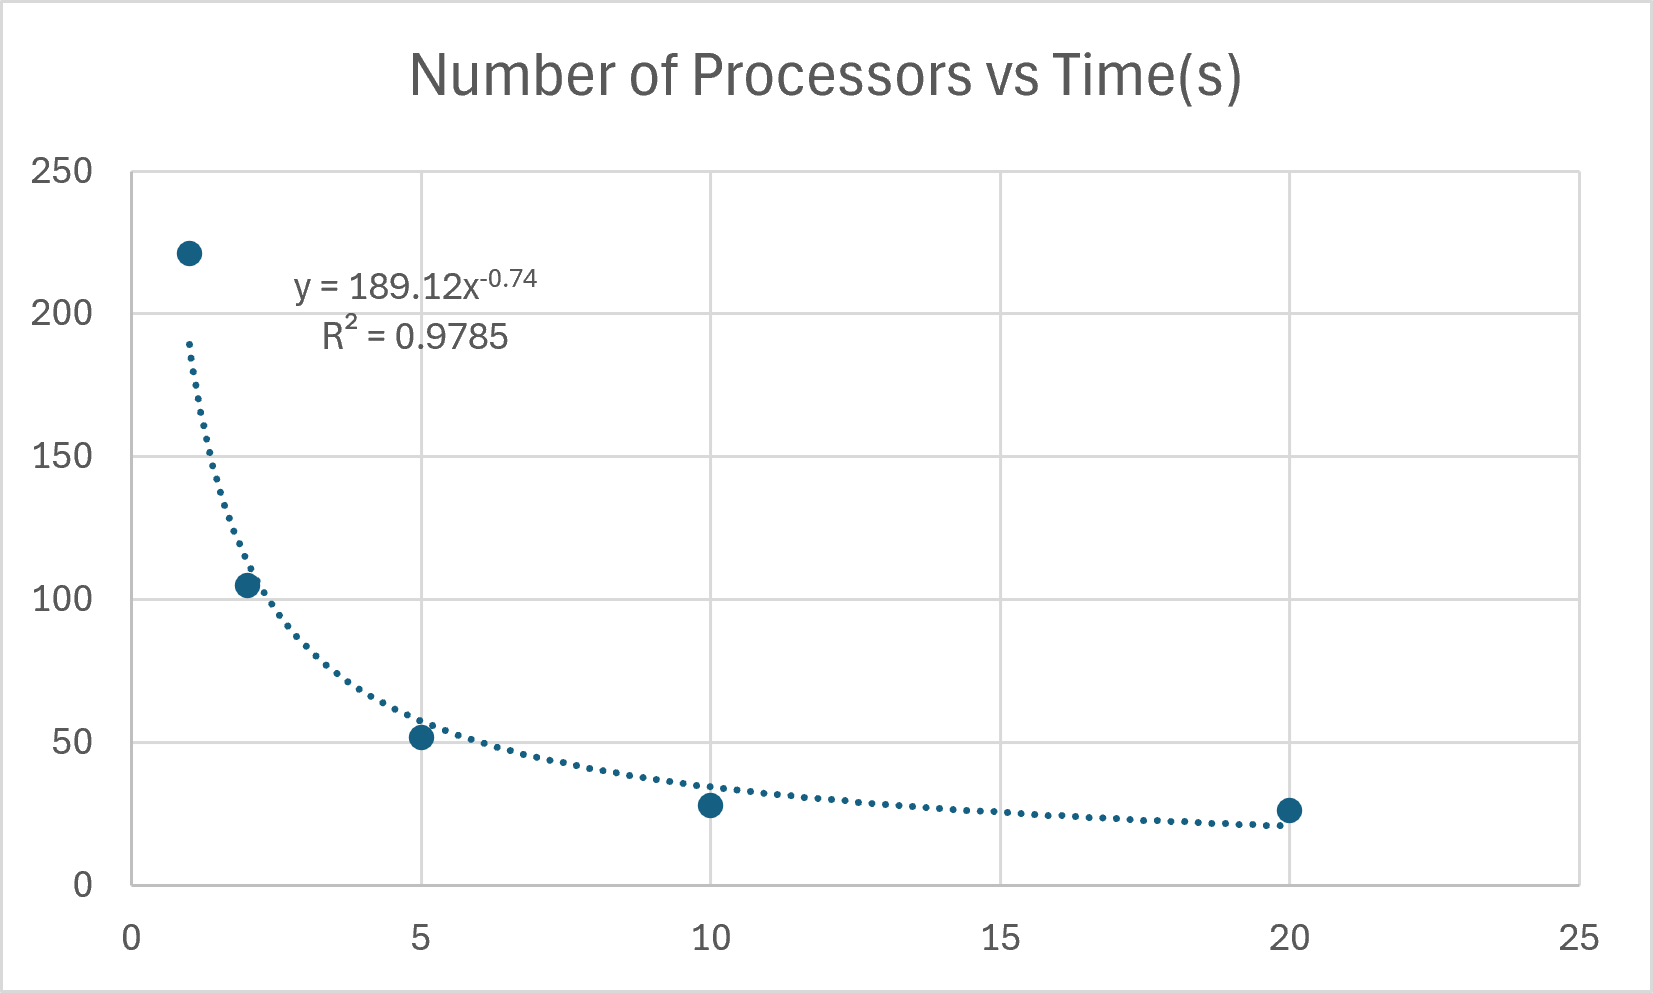 Number of Processors vs Time(s)
250
200
150
100
50
0
y = 189.12x⁻⁰·⁷⁴
R² = 0.9785
0 5 10 15 20 25